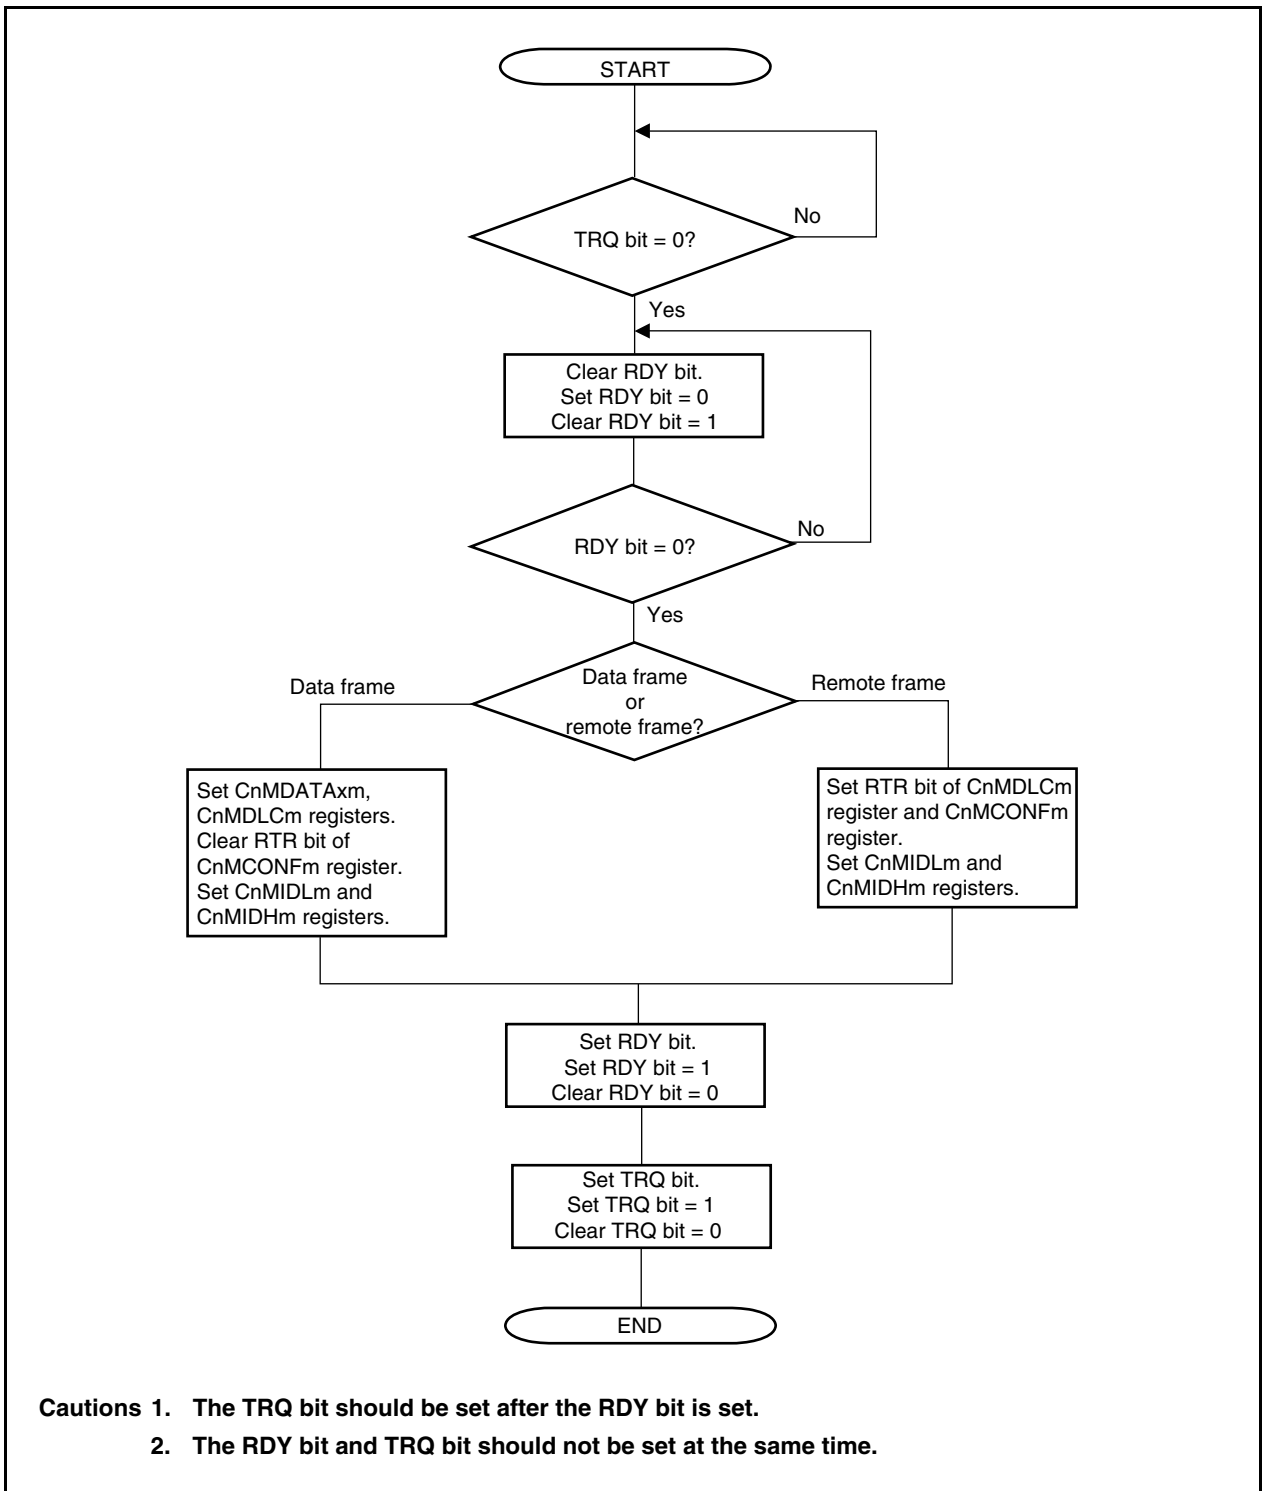 START
No
TRQ bit = 0?
Yes
Clear RDY bit.
Set RDY bit = 0
Clear RDY bit = 1
No
RDY bit = 0?
Yes
Data frame
or
remote frame?
Data frame
Remote frame
Set CnMDATAxm,
CnMDLCm registers.
Clear RTR bit of
CnMCONFm register.
Set CnMIDLm and
CnMIDHm registers.
Set RTR bit of CnMDLCm
register and CnMCONFm
register.
Set CnMIDLm and
CnMIDHm registers.
Set RDY bit.
Set RDY bit = 1
Clear RDY bit = 0
Set TRQ bit.
Set TRQ bit = 1
Clear TRQ bit = 0
END
Cautions 1. The TRQ bit should be set after the RDY bit is set.
2. The RDY bit and TRQ bit should not be set at the same time.